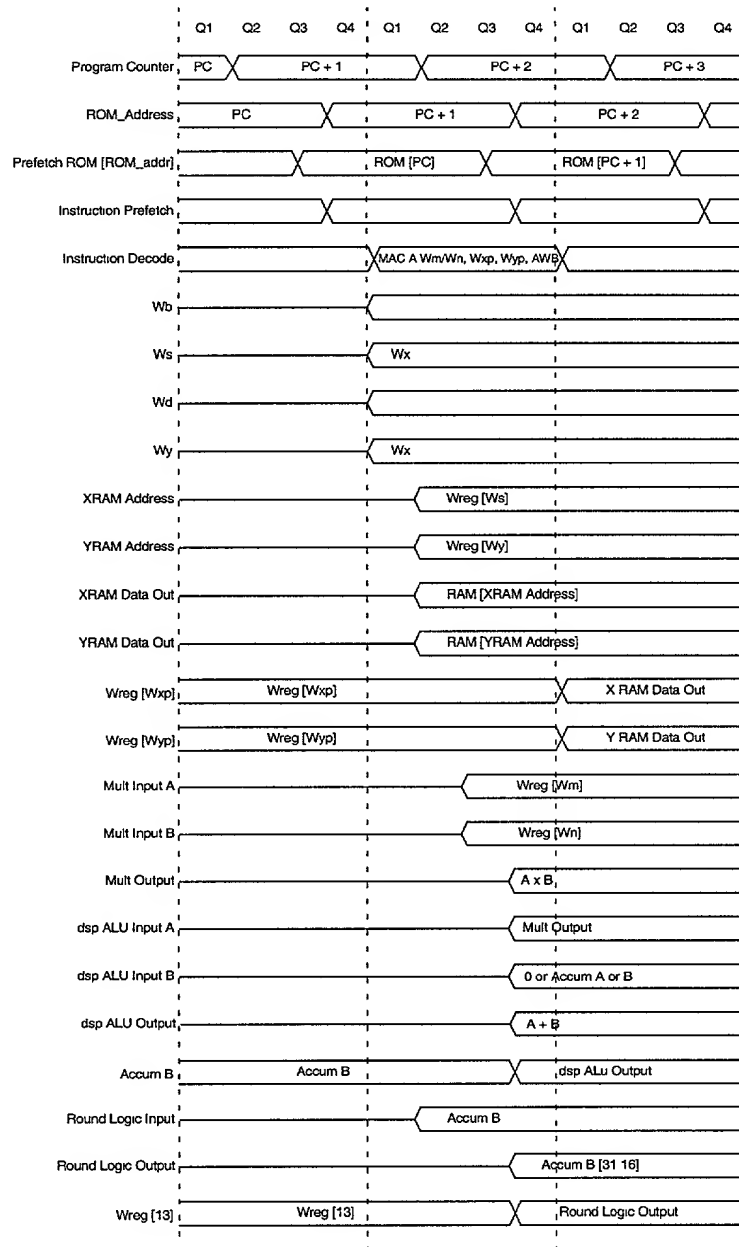 Q1 Q2 Q3 Q4 Q1 Q2 Q3 Q4 Q1 Q2 Q3 Q4
Program Counter PC PC + 1 PC + 2 PC + 3
ROM_Address PC PC + 1 PC + 2
Prefetch ROM [ROM_addr] ROM [PC] ROM [PC + 1]
Instruction Prefetch
Instruction Decode MAC A Wm/Wn, Wxp, Wyp, AWB
Wb
Ws Wx
Wd
Wy Wx
XRAM Address Wreg [Ws]
YRAM Address Wreg [Wy]
XRAM Data Out RAM [XRAM Address]
YRAM Data Out RAM [YRAM Address]
Wreg [Wxp] Wreg [Wxp] X RAM Data Out
Wreg [Wyp] Wreg [Wyp] Y RAM Data Out
Mult Input A Wreg [Wm]
Mult Input B Wreg [Wn]
Mult Output A x B
dsp ALU Input A Mult Output
dsp ALU Input B 0 or Accum A or B
dsp ALU Output A + B
Accum B Accum B dsp ALu Output
Round Logic Input Accum B
Round Logic Output Accum B [31 16]
Wreg [13] Wreg [13] Round Logic Output